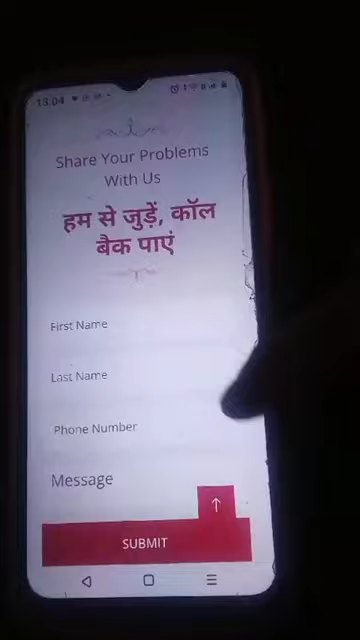 13:04
Share Your Problems
With Us
हम से जुड़ें, कॉल
बैक पाएं
First Name
Last Name
Phone Number
Message
SUBMIT